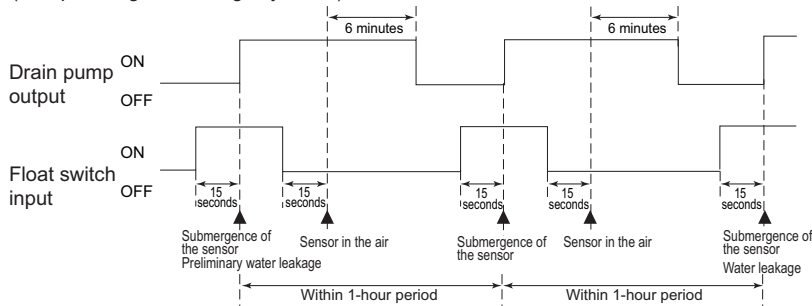 6 minutes
6 minutes
Drain pump output
ON
OFF
Float switch input
ON
OFF
15 seconds
15 seconds
15 seconds
15 seconds
15 seconds
Submergence of the sensor
Preliminary water leakage
Sensor in the air
Submergence of the sensor
Sensor in the air
Submergence of the sensor
Water leakage
Within 1-hour period
Within 1-hour period